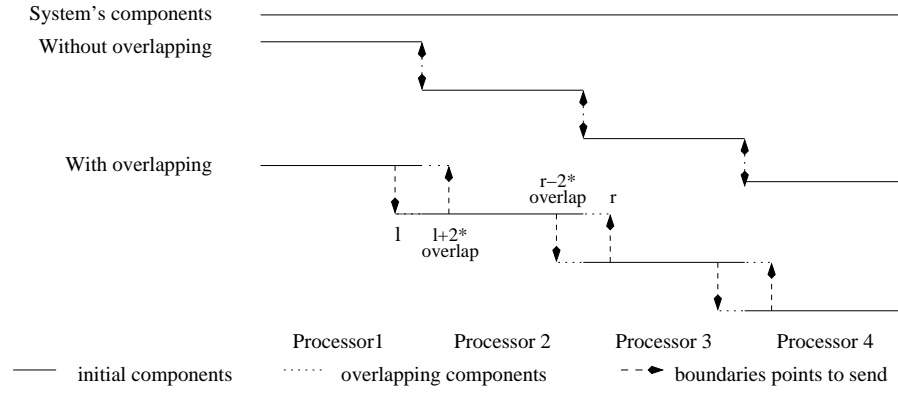 System's components
Without overlapping
With overlapping
r−2*
overlap
r
l
l+2*
overlap
Processor1
Processor 2
Processor 3
Processor 4
initial components
overlapping components
boundaries points to send